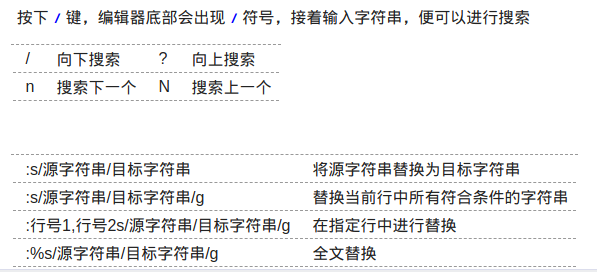 按下 / 键，编辑器底部会出现 / 符号，接着输入字符串，便可以进行搜索
/ 向下搜索 ? 向上搜索
n 搜索下一个 N 搜索上一个
:s/源字符串/目标字符串 将源字符串替换为目标字符串
:s/源字符串/目标字符串/g 替换当前行中所有符合条件的字符串
:行号1,行号2s/源字符串/目标字符串/g 在指定行中进行替换
:%s/源字符串/目标字符串/g 全文替换